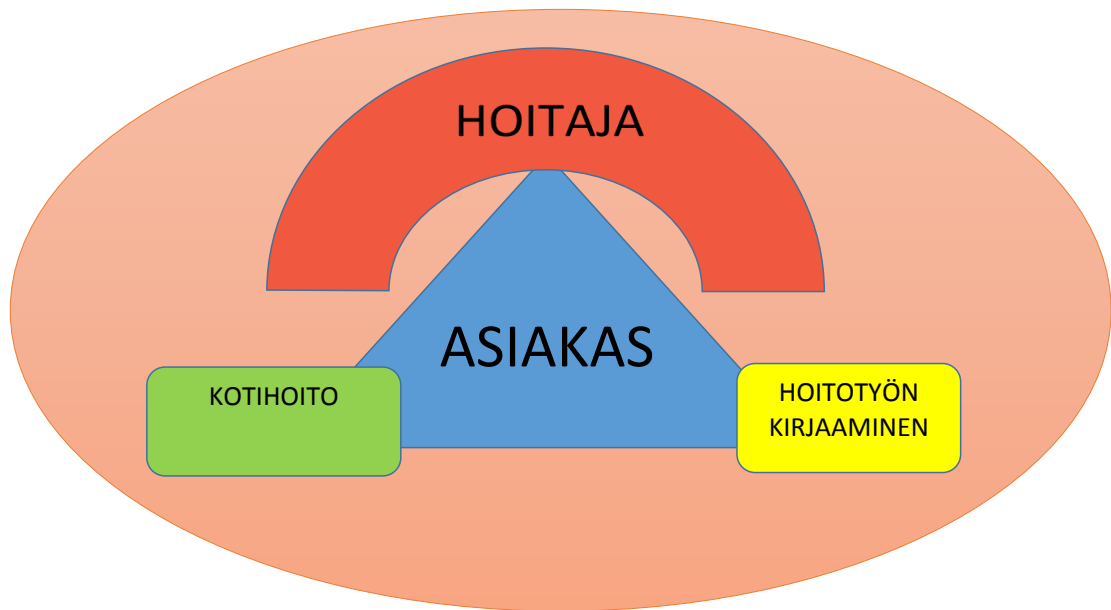 HOITAJA
ASIAKAS
KOTIHOITO
HOITOTYÖN
KIRJAAMINEN